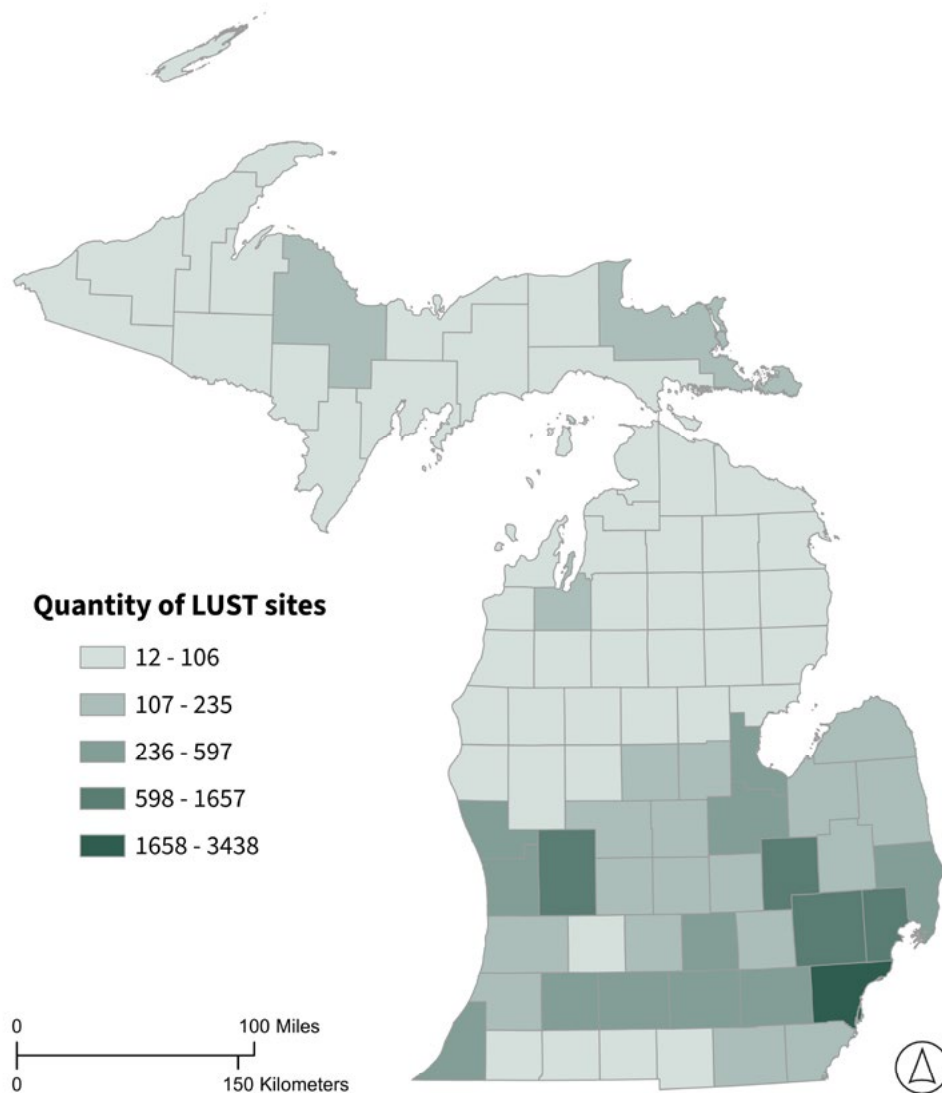 Quantity of LUST sites
12 - 106
107 - 235
236 - 597
598 - 1657
1658 - 3438
0 100 Miles
0 150 Kilometers